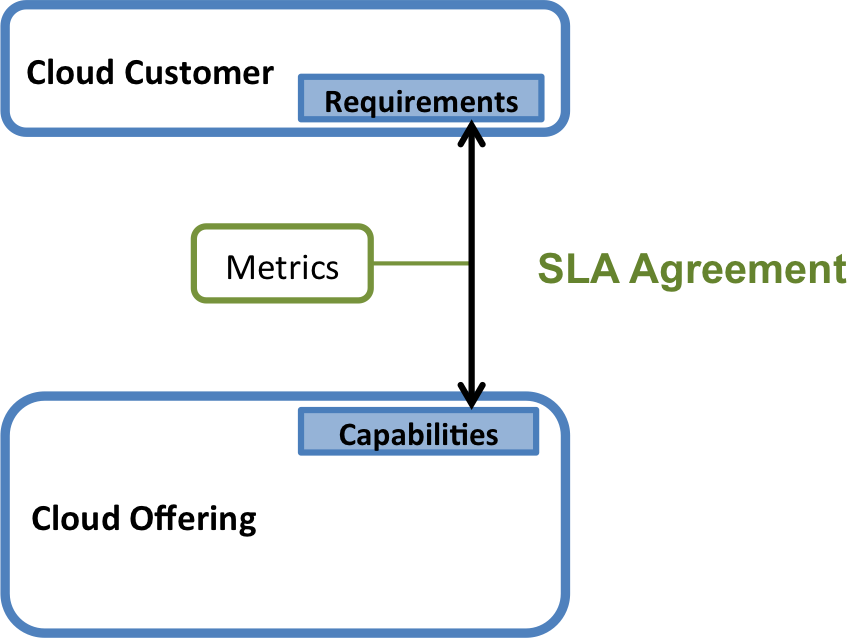 Cloud Customer
Requirements
Metrics
SLA Agreement
Capabilities
Cloud Offering